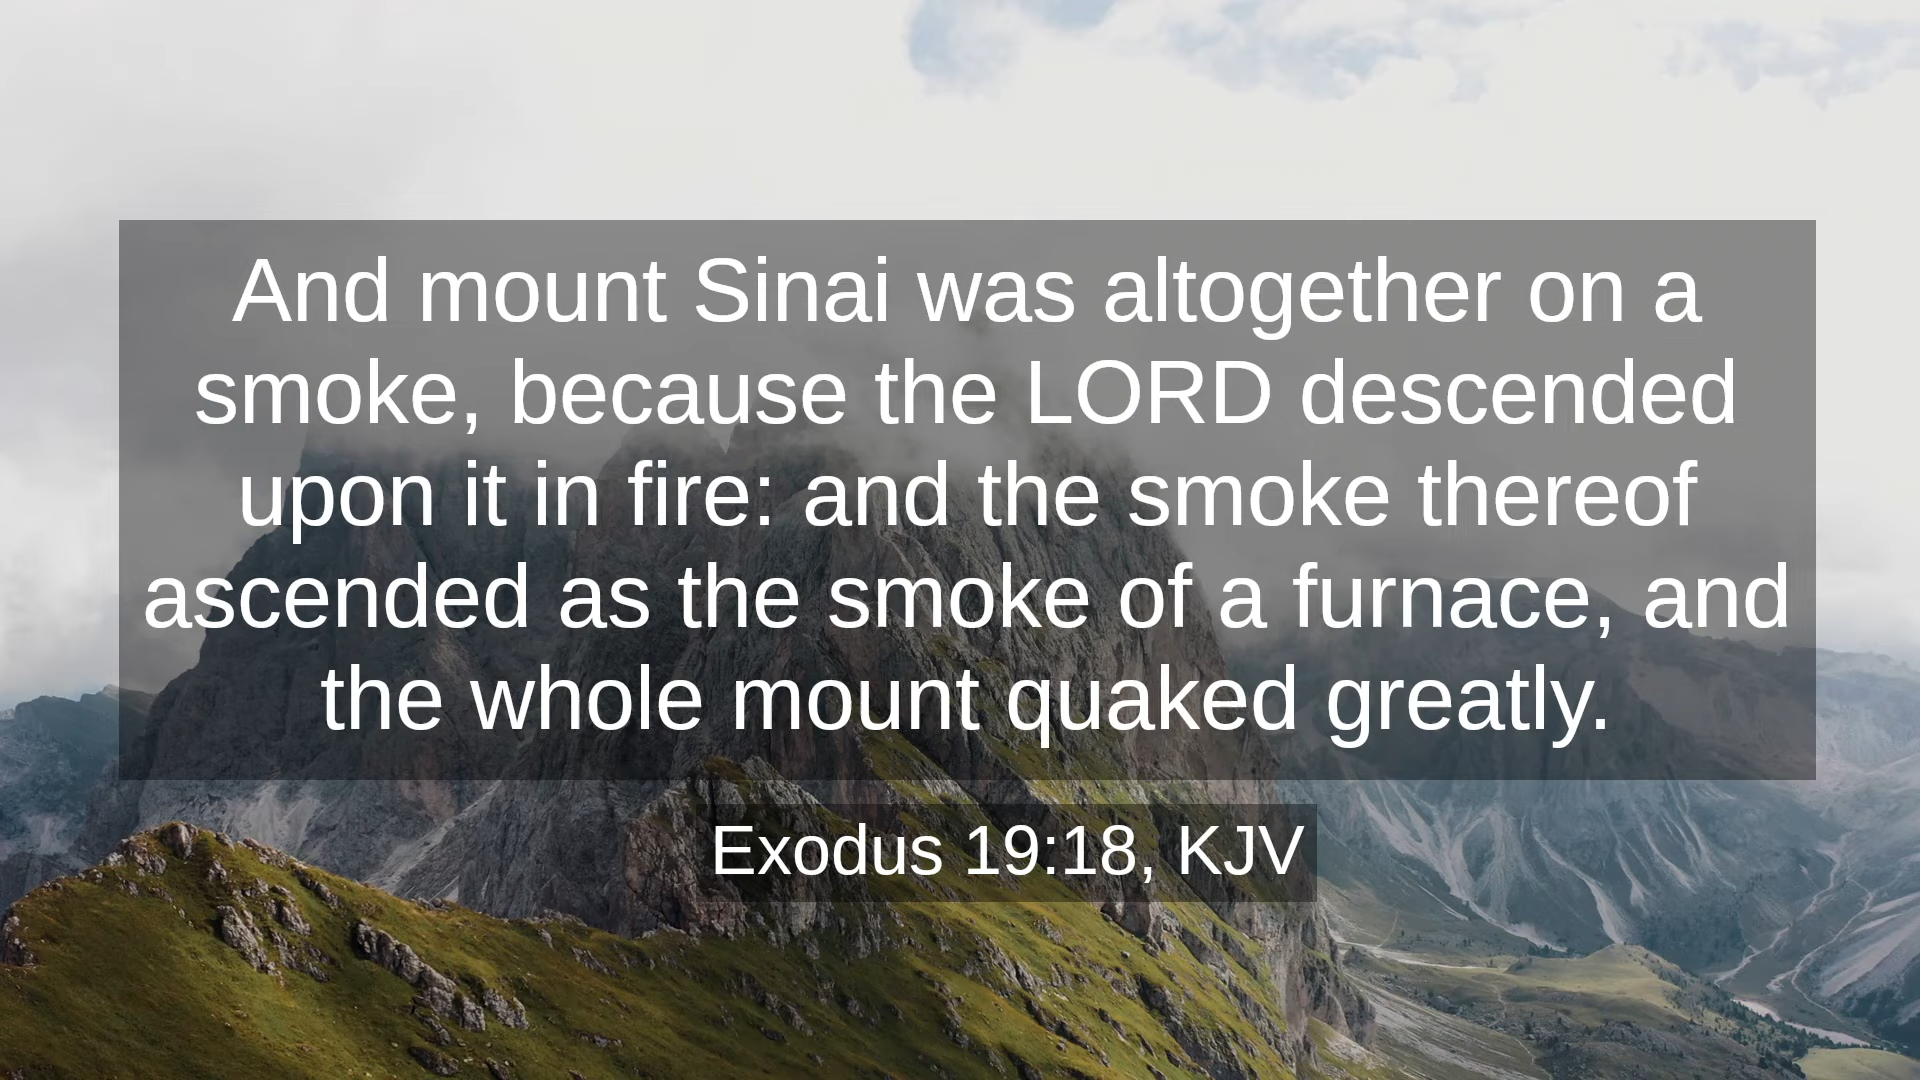 And mount Sinai was altogether on a
smoke, because the LORD descended
upon it in fire: and the smoke thereof
ascended as the smoke of a furnace, and
the whole mount quaked greatly.
Exodus 19:18, KJV